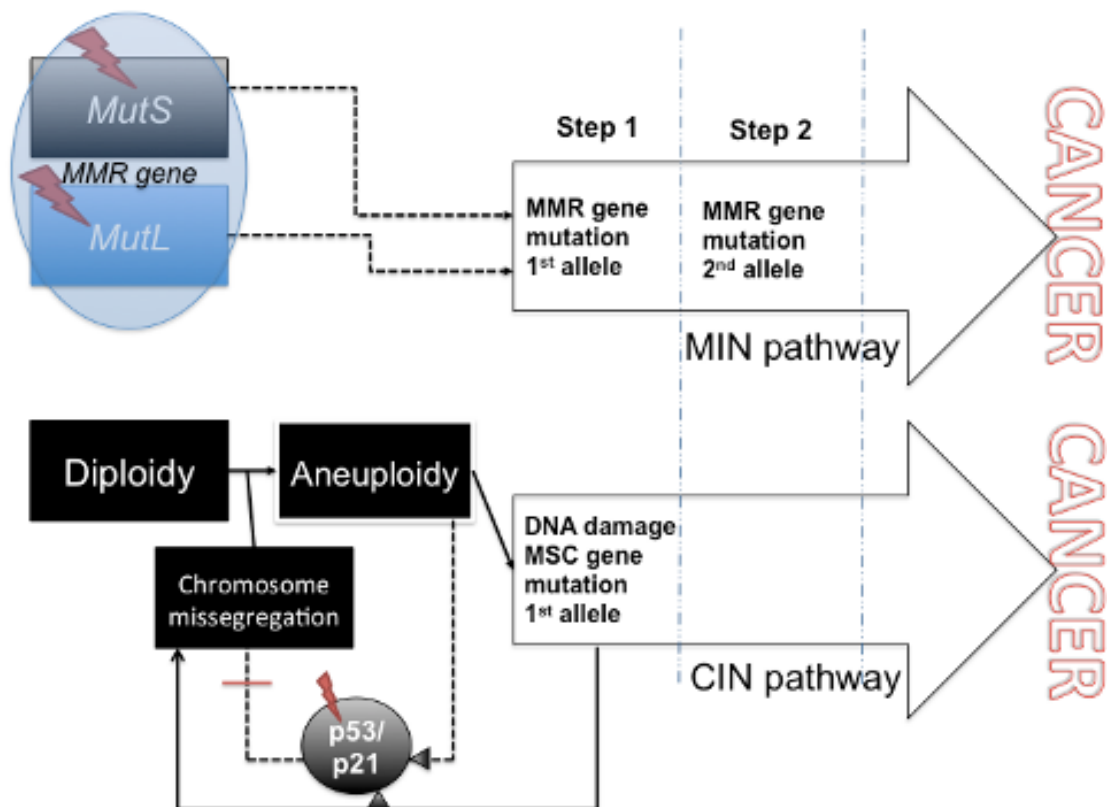 MutS
MMR gene
MutL
Step 1
Step 2
MMR gene
mutation
1st allele
MMR gene
mutation
2nd allele
MIN pathway
CANCER
Diploidy
Aneuploidy
Chromosome
missegregation
p53/
p21
DNA damage
MSC gene
mutation
1st allele
CIN pathway
CANCER